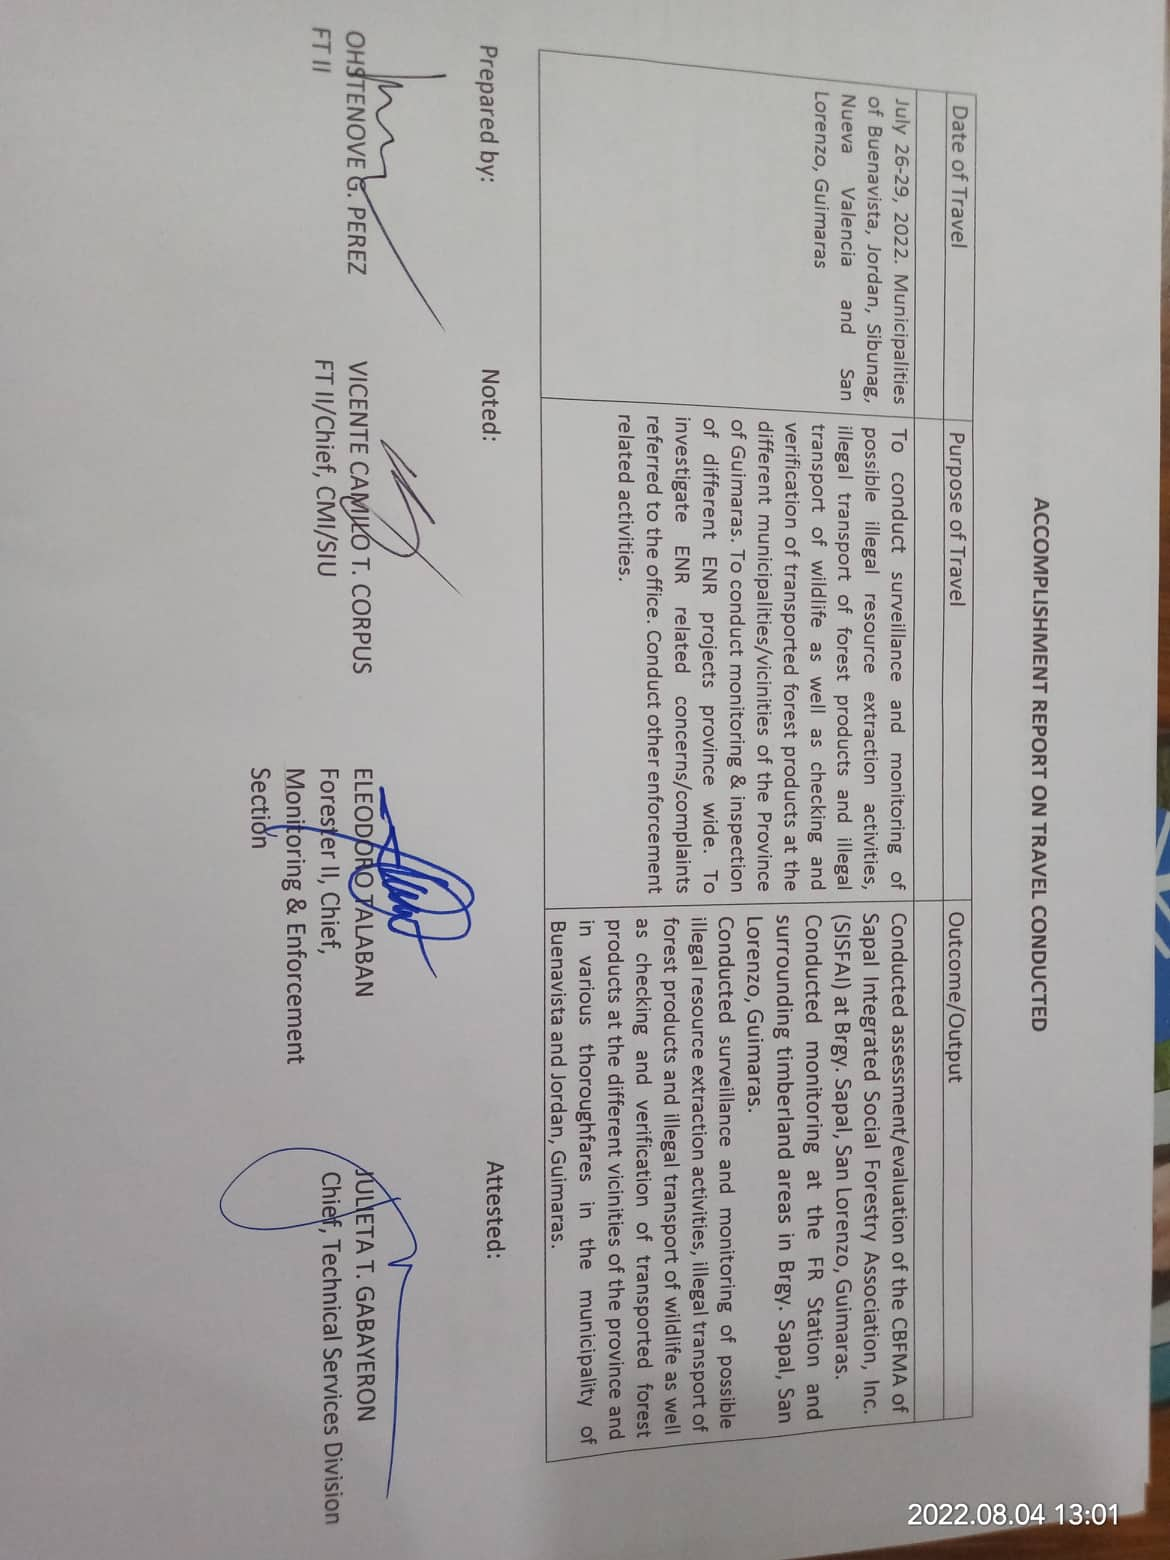 ACCOMPLISHMENT REPORT ON TRAVEL CONDUCTED
Date of Travel
July 26-29, 2022. Municipalities
of Buenavista, Jordan, Sibunag,
Nueva Valencia and San
Lorenzo, Guimaras
Purpose of Travel
To conduct surveillance and monitoring of
possible illegal resource extraction activities,
illegal transport of forest products and illegal
transport of wildlife as well as checking and
verification of transported forest products at the
different municipalities/vicinities of the Province
of Guimaras. To conduct monitoring & inspection
of different ENR projects province wide. To
investigate ENR related concerns/complaints
referred to the office. Conduct other enforcement
related activities.
Outcome/Output
Conducted assessment/evaluation of the CBFMA of
Sapal Integrated Social Forestry Association, Inc.
(SISFAI) at Brgy. Sapal, San Lorenzo, Guimaras.
Conducted monitoring at the FR Station and
surrounding timberland areas in Brgy. Sapal, San
Lorenzo, Guimaras.
Conducted surveillance and monitoring of possible
illegal resource extraction activities, illegal transport of
forest products and illegal transport of wildlife as well
as checking and verification of transported forest
products at the different vicinities of the province and
in various thoroughfares in the municipality of
Buenavista and Jordan, Guimaras.
Prepared by:
OHSTENOVE G. PEREZ
FT II
Noted:
VICENTE CAMIKO T. CORPUS
FT II/Chief, CMI/SIU
ELEODORO TALABAN
Forester II, Chief,
Monitoring & Enforcement
Section
Attested:
JULIETA T. GABAYERON
Chief, Technical Services Division
2022.08.04 13:01